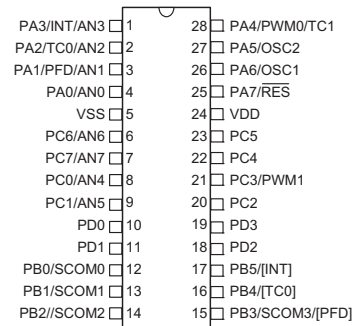 PA3/INT/AN3 1 28 PA4/PWM0/TC1
PA2/TC0/AN2 2 27 PA5/OSC2
PA1/PFD/AN1 3 26 PA6/OSC1
PA0/AN0 4 25 PA7/R̅E̅S̅
VSS 5 24 VDD
PC6/AN6 6 23 PC5
PC7/AN7 7 22 PC4
PC0/AN4 8 21 PC3/PWM1
PC1/AN5 9 20 PC2
PD0 10 19 PD3
PD1 11 18 PD2
PB0/SCOM0 12 17 PB5/[INT]
PB1/SCOM1 13 16 PB4/[TC0]
PB2//SCOM2 14 15 PB3/SCOM3/[PFD]